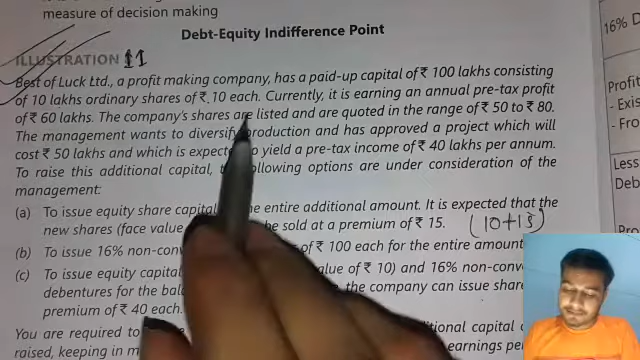 measure of decision making
Debt-Equity Indifference Point
ILLUSTRATION 11
Best of Luck Ltd., a profit making company, has a paid-up capital of ₹ 100 lakhs consisting
of 10 lakhs ordinary shares of ₹ 10 each. Currently, it is earning an annual pre-tax profit
of ₹ 60 lakhs. The company's shares are listed and are quoted in the range of ₹ 50 to ₹ 80.
The management wants to diversify production and has approved a project which will
cost ₹ 50 lakhs and which is expected to yield a pre-tax income of ₹ 40 lakhs per annum.
To raise this additional capital, following options are under consideration of the
management:
(a) To issue equity share capital the entire additional amount. It is expected that the
new shares (face value be sold at a premium of ₹ 15. (10+15)
(b) To issue 16% non-conv of ₹ 100 each for the entire amount
(c) To issue equity capital value of ₹ 10) and 16% non-conv
debentures for the bal the company can issue share
premium of ₹ 40 each.
You are required to tional capital
raised, keeping in m earnings pe
16% D
Profit
- Exis
- Fro
Less
Deb
Pro